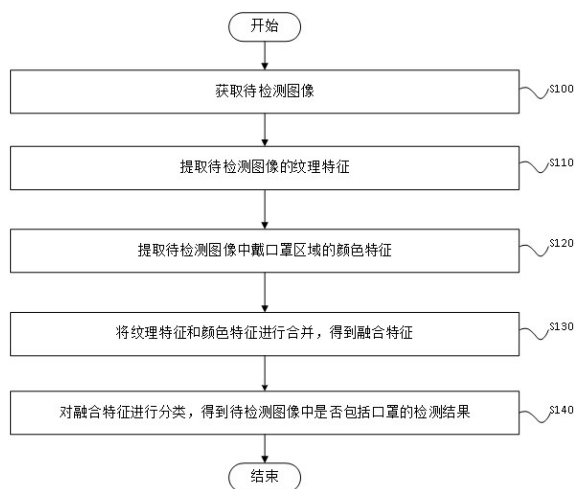 开始
获取待检测图像
S100
提取待检测图像的纹理特征
S110
提取待检测图像中戴口罩区域的颜色特征
S120
将纹理特征和颜色特征进行合并，得到融合特征
S130
对融合特征进行分类，得到待检测图像中是否包括口罩的检测结果
S140
结束